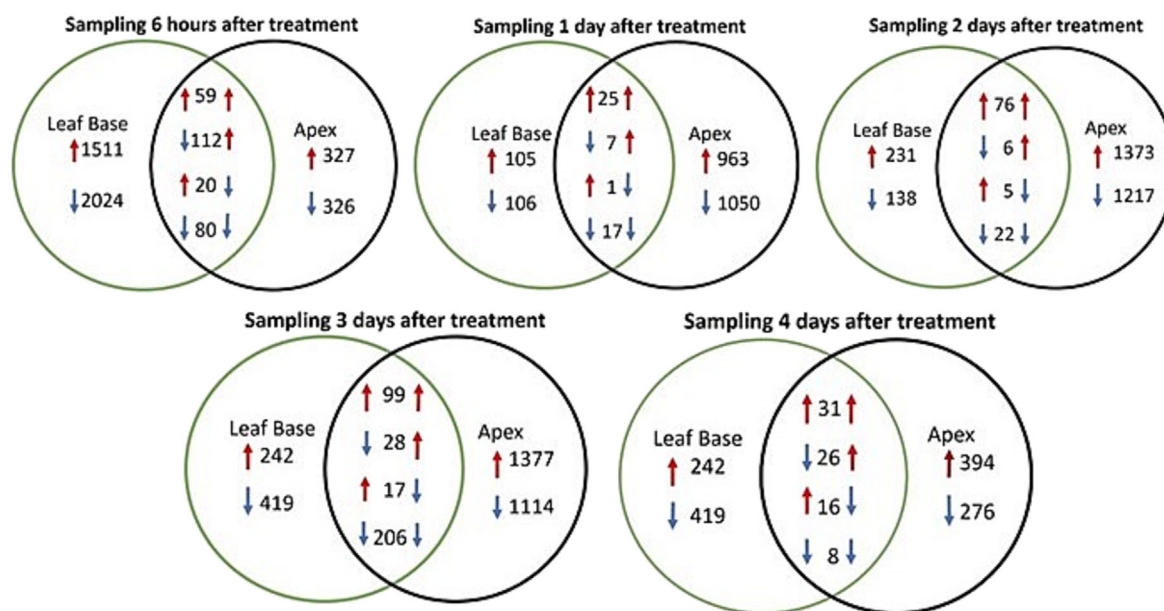 Sampling 6 hours after treatment
Leaf Base
↑1511
↓2024
↑59↑
↓112↑
↑20↓
↓80↓
Apex
↑327
↓326
Sampling 1 day after treatment
Leaf Base
↑105
↓106
↑25↑
↓7↑
↑1↓
↓17↓
Apex
↑963
↓1050
Sampling 2 days after treatment
Leaf Base
↑231
↓138
↑76↑
↓6↑
↑5↓
↓22↓
Apex
↑1373
↓1217
Sampling 3 days after treatment
Leaf Base
↑242
↓419
↑99↑
↓28↑
↑17↓
↓206↓
Apex
↑1377
↓1114
Sampling 4 days after treatment
Leaf Base
↑242
↓419
↑31↑
↓26↑
↑16↓
↓8↓
Apex
↑394
↓276